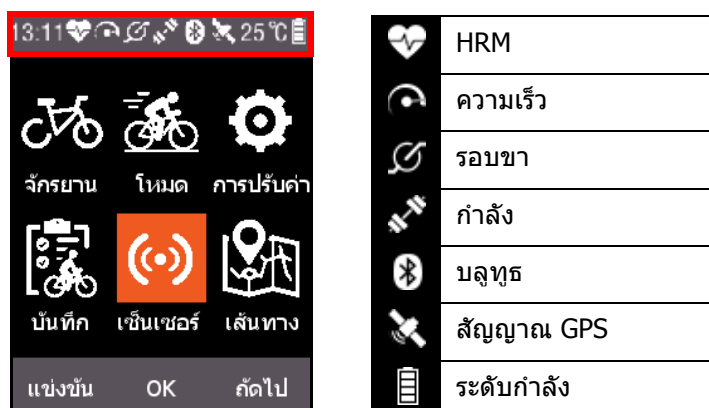 13:11 25 ℃
จักรยาน โหมด การปรับค่า
บันทึก เซ็นเซอร์ เส้นทาง
แข่งขัน OK ถัดไป
HRM
ความเร็ว
รอบขา
กำลัง
บลูทูธ
สัญญาณ GPS
ระดับกำลัง